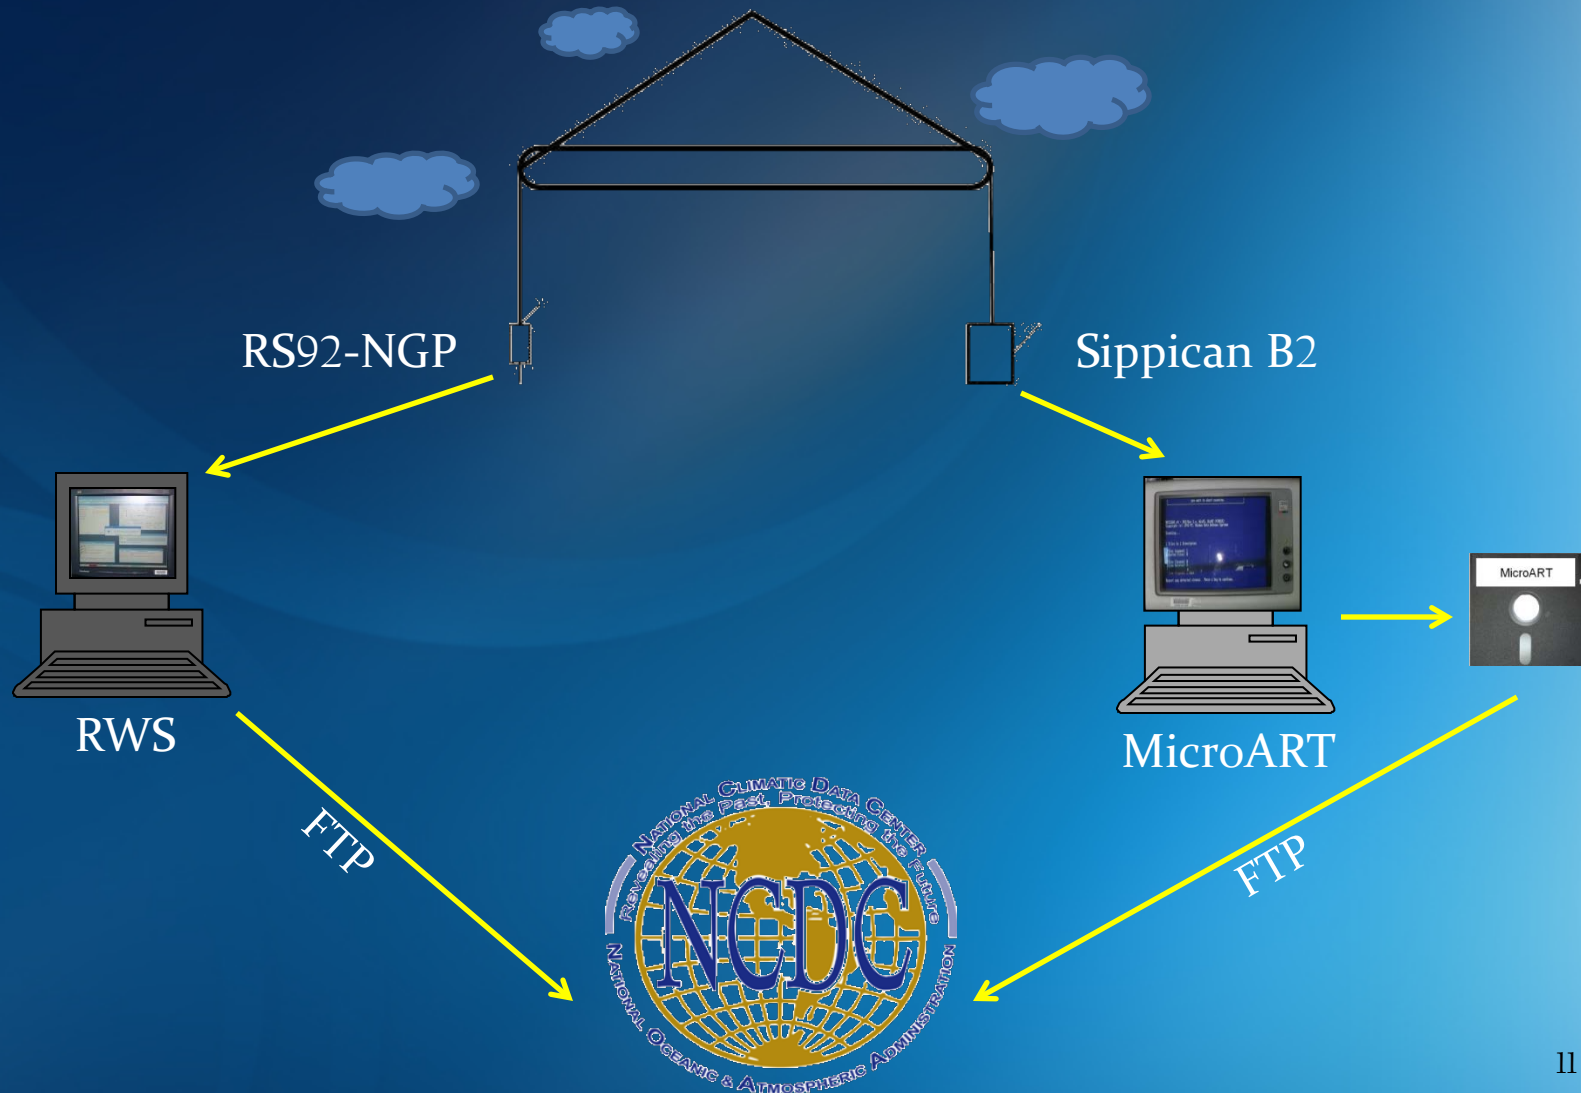 RS92-NGP
Sippican B2
MicroART
RWS
MicroART
FTP
FTP
NATIONAL CLIMATIC DATA CENTER
Revealing the Past, Protecting the Future
NCDC
NATIONAL OCEANIC & ATMOSPHERIC ADMINISTRATION
11